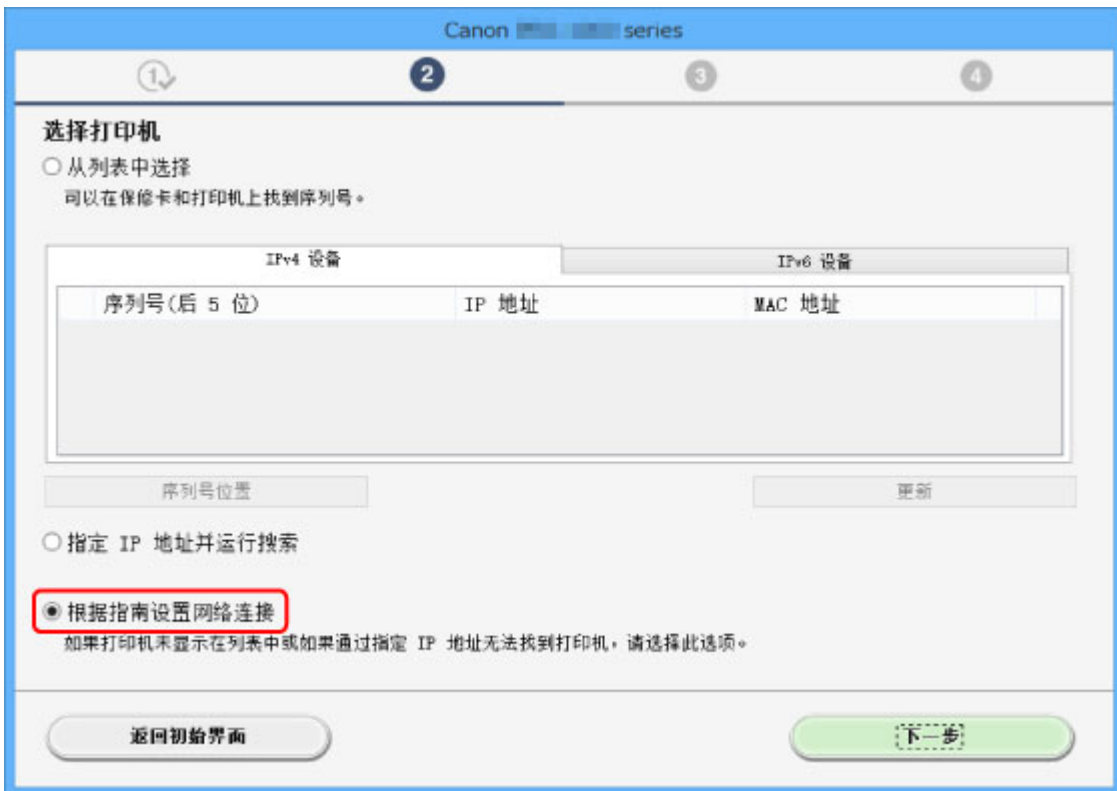 Canon series
1 2 3 4
选择打印机
从列表中选择
可以在保修卡和打印机上找到序列号。
IPv4 设备 IPv6 设备
序列号(后 5 位) IP 地址 MAC 地址
序列号位置 更新
指定 IP 地址并运行搜索
根据指南设置网络连接
如果打印机未显示在列表中或如果通过指定 IP 地址无法找到打印机，请选择此选项。
返回初始界面 下一步